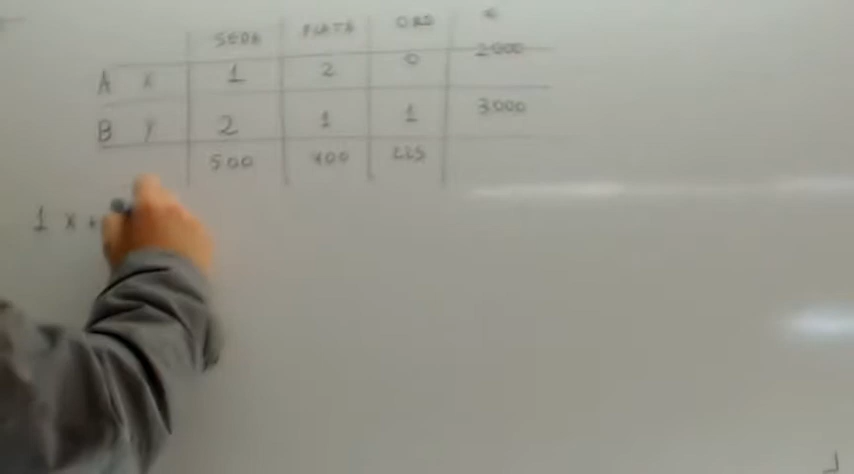 SEDA PLATA ORO €
A x 1 2 0 2000
B y 2 1 1 3000
500 400 225
1 x +